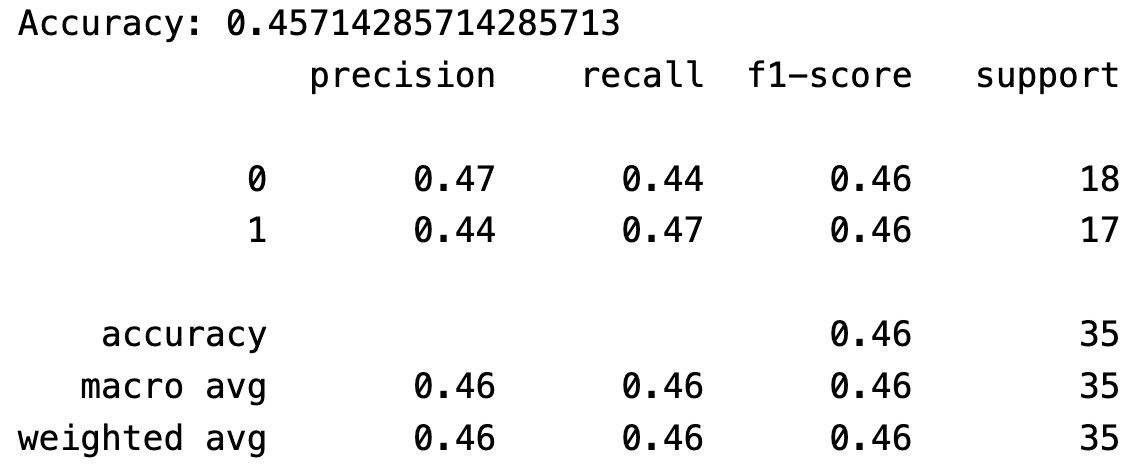 Accuracy: 0.45714285714285713
precision recall f1-score support
0 0.47 0.44 0.46 18
1 0.44 0.47 0.46 17
accuracy 0.46 35
macro avg 0.46 0.46 0.46 35
weighted avg 0.46 0.46 0.46 35